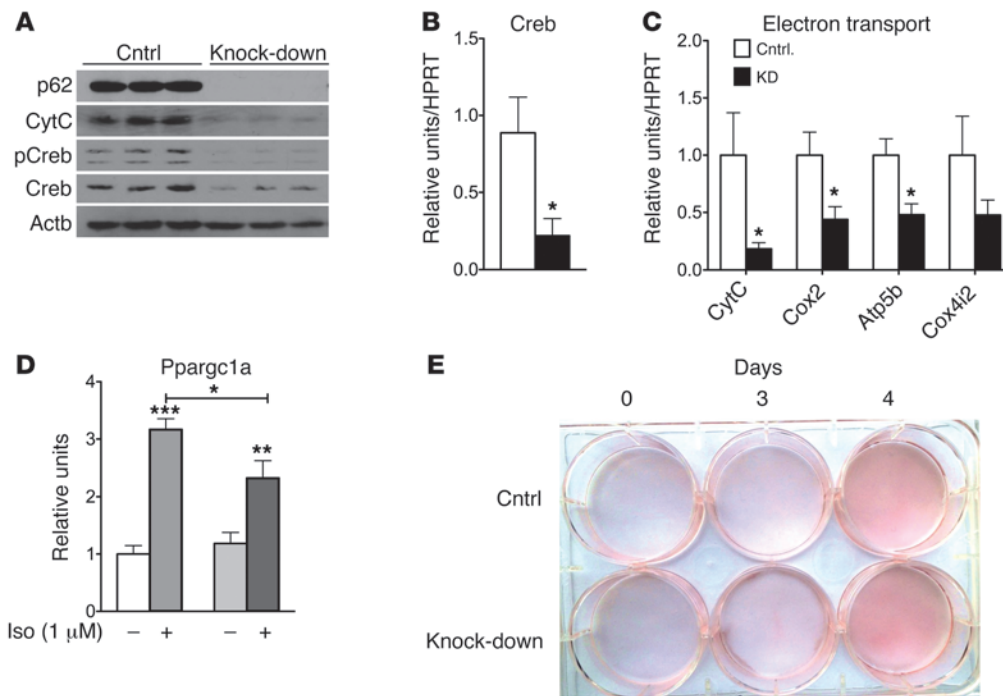 A
Cntrl Knock-down
p62
CytC
pCreb
Creb
Actb
B
Creb
Relative units/HPRT
1.5
1.0
0.5
0.0
*
C
Electron transport
Relative units/HPRT
2.0
1.5
1.0
0.5
0.0
Cntrl.
KD
* * *
CytC Cox2 Atp5b Cox4i2
D
Ppargc1a
Relative units
4
3
2
1
0
*** * **
Iso (1 μM) – + – +
E
Days
0 3 4
Cntrl
Knock-down